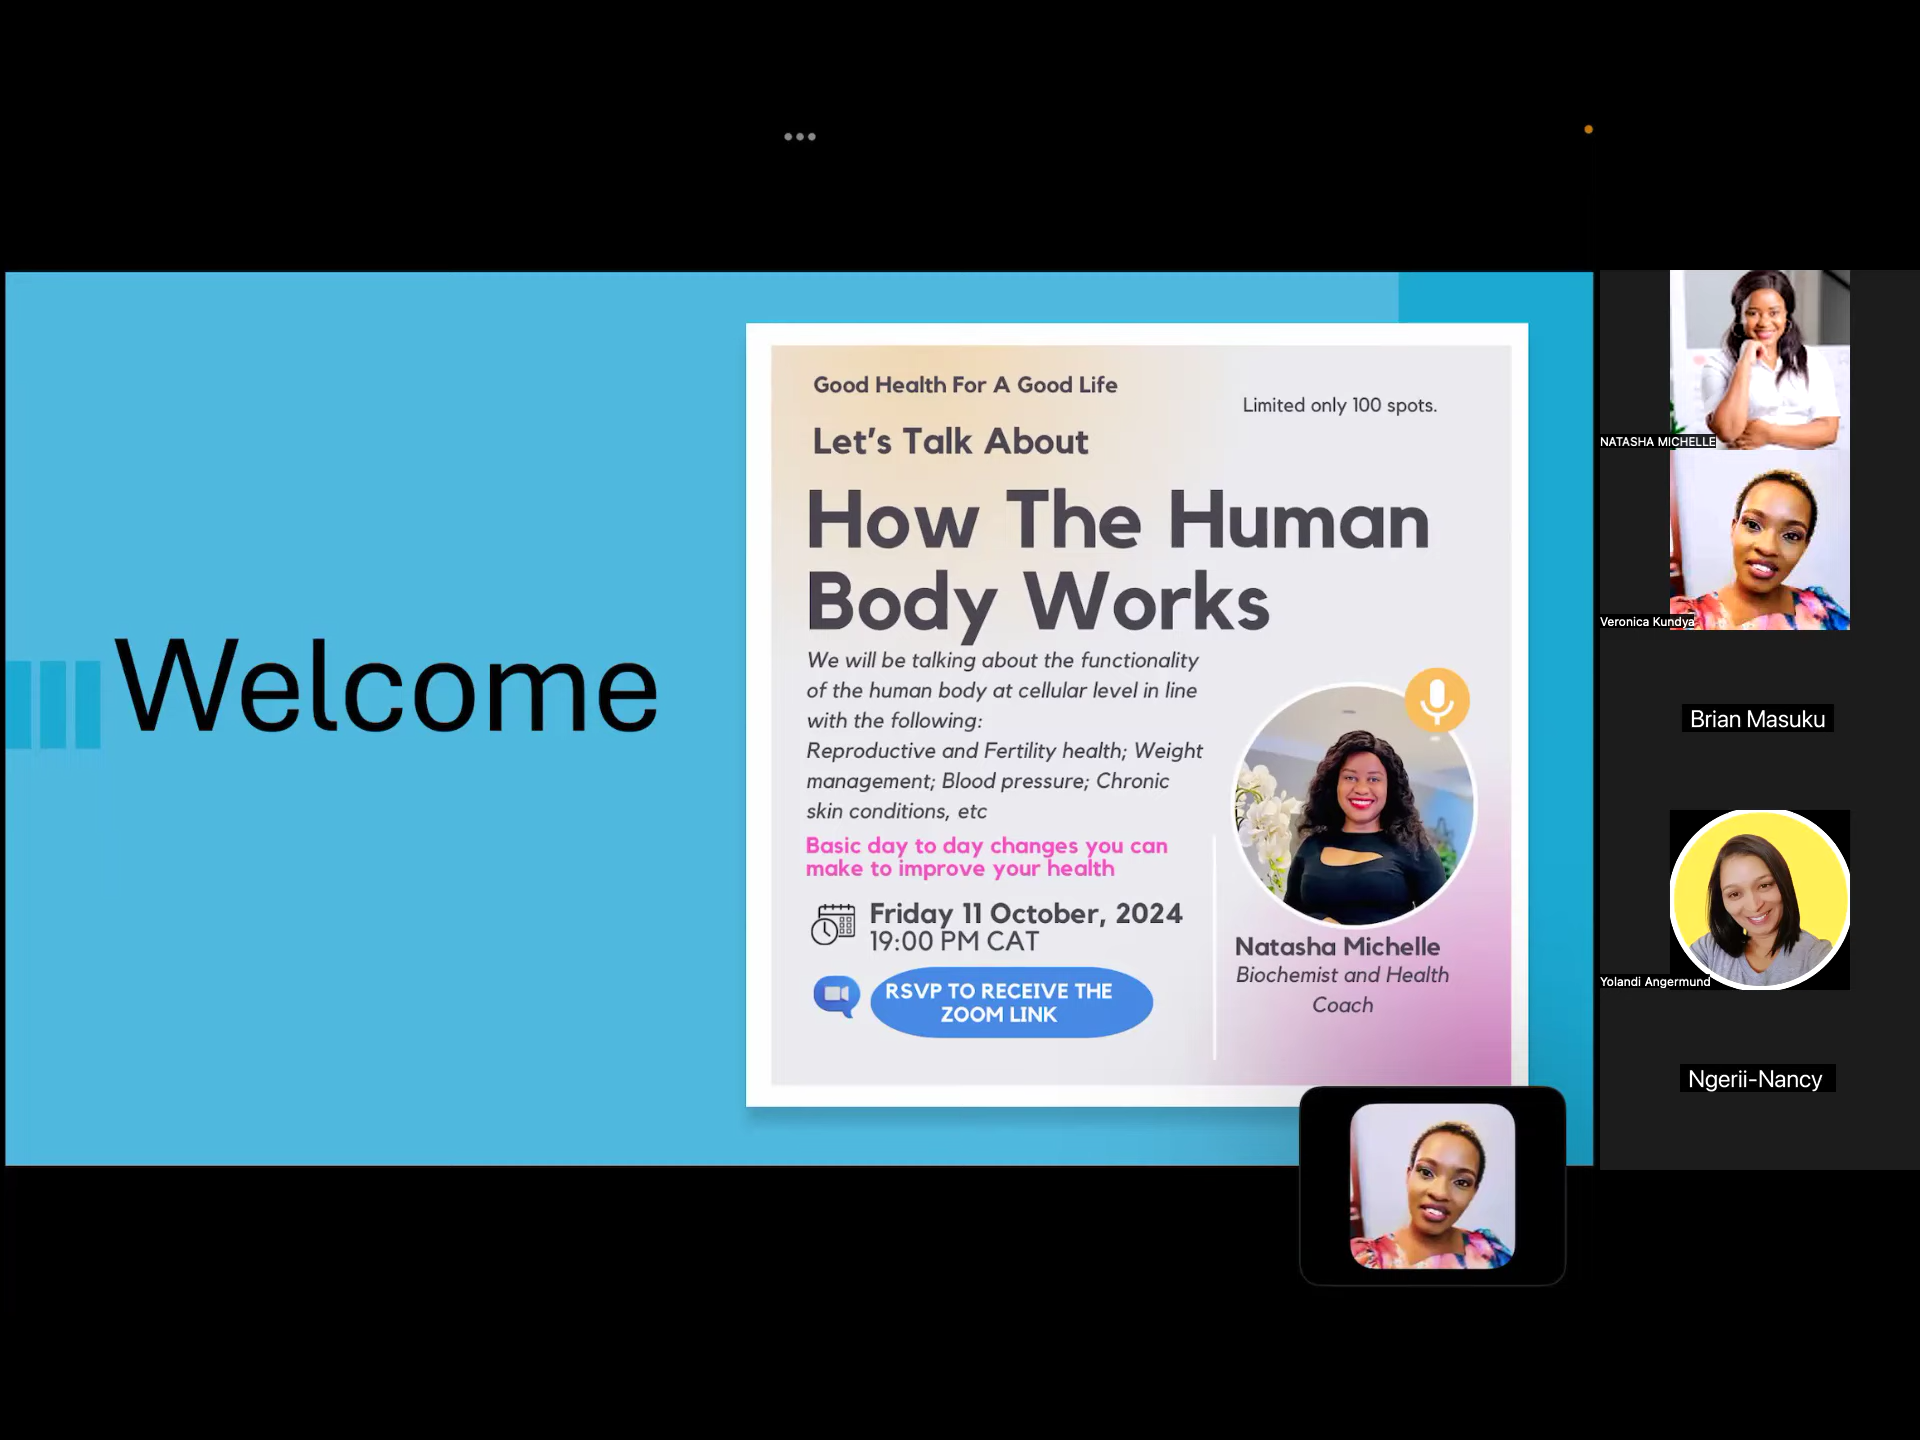 Welcome
Good Health For A Good Life
Limited only 100 spots.
Let's Talk About
How The Human
Body Works
We will be talking about the functionality
of the human body at cellular level in line
with the following:
Reproductive and Fertility health; Weight
management; Blood pressure; Chronic
skin conditions, etc
Basic day to day changes you can
make to improve your health
Friday 11 October, 2024
19:00 PM CAT
RSVP TO RECEIVE THE
ZOOM LINK
Natasha Michelle
Biochemist and Health
Coach
NATASHA MICHELLE
Veronica Kundya
Brian Masuku
Yolandi Angermund
Ngerii-Nancy